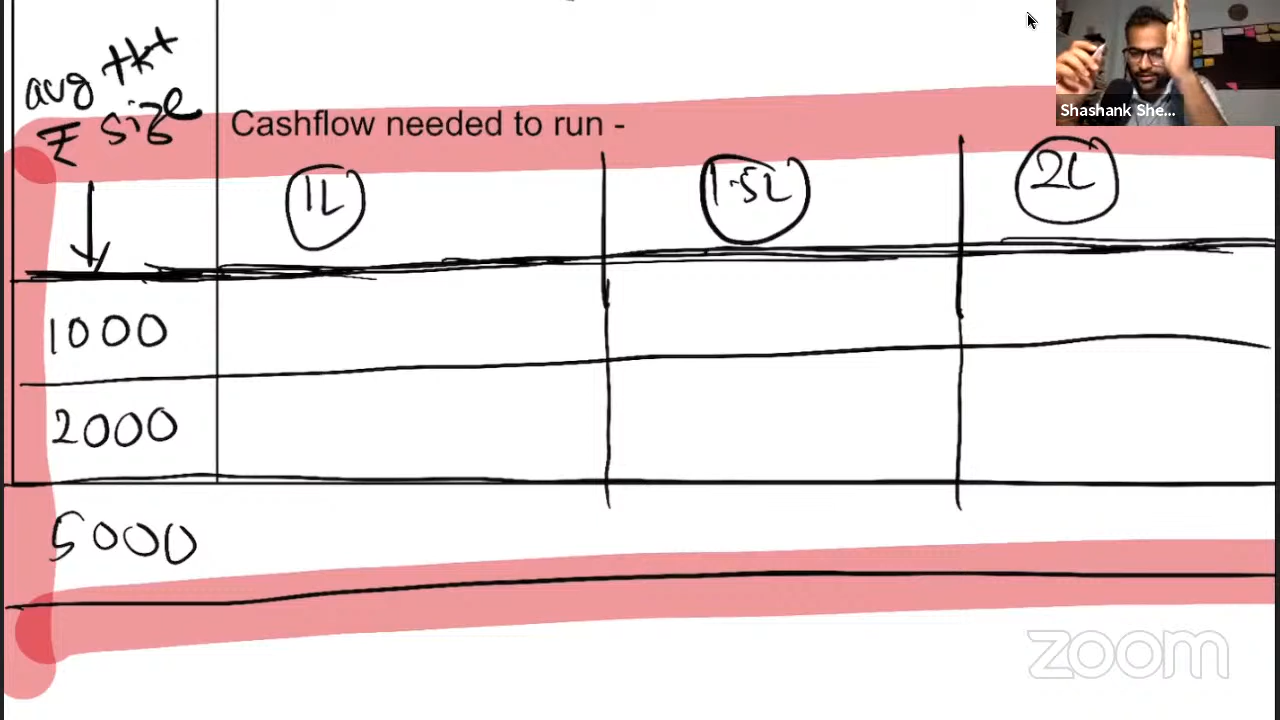 Shashank She...
avg tkt
₹ size
Cashflow needed to run -
1L
1.5L
2L
1000
2000
5000
zoom